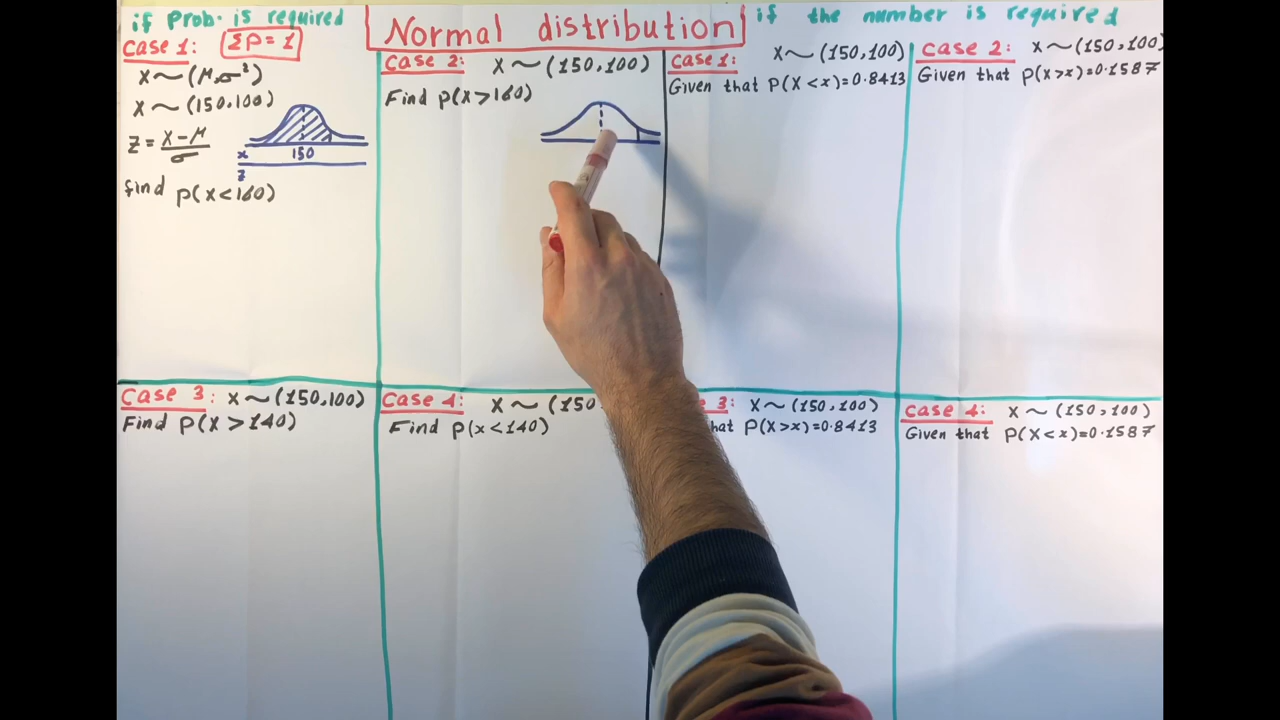 if Prob. is required
Normal distribution
if the number is required
Case 1: ΣP = 1
X ~ (μ,σ²)
X ~ (150,100)
Z = X-μ/σ
x 150
z
find P(X<160)
Case 2: X ~ (150,100)
Find P(X>160)
Case 1: X ~ (150,100)
Given that P(X<x)=0.8413
Case 2: X ~ (150,100)
Given that P(X>x)=0.1587
Case 3: X ~ (150,100)
Find P(X>140)
Case 4: X ~ (150
Find P(X<140)
3: X ~ (150,100)
hat P(X>x)=0.8413
Case 4: X ~ (150,100)
Given that P(X<x)=0.1587